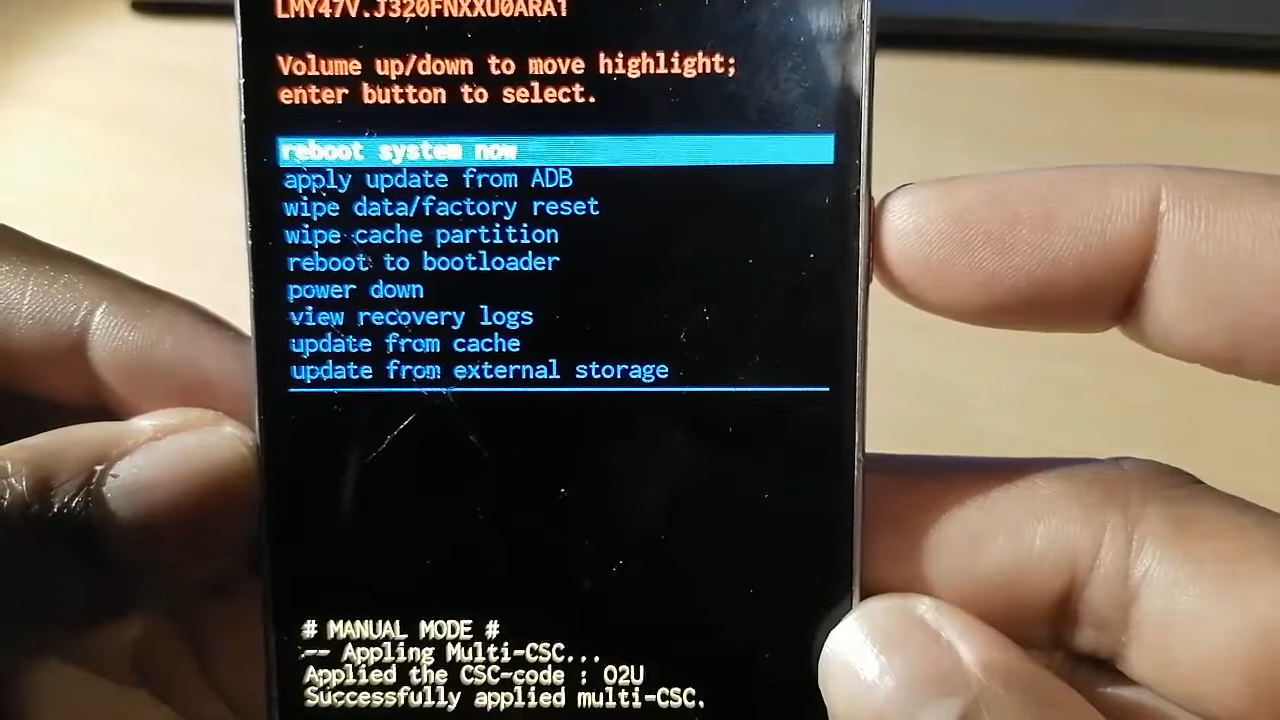 LMY47V.J320FNXXU0ARA1
Volume up/down to move highlight;
enter button to select.
reboot system now
apply update from ADB
wipe data/factory reset
wipe cache partition
reboot to bootloader
power down
view recovery logs
update from cache
update from external storage
# MANUAL MODE #
-- Appling Multi-CSC...
Applied the CSC-code : O2U
Successfully applied multi-CSC.